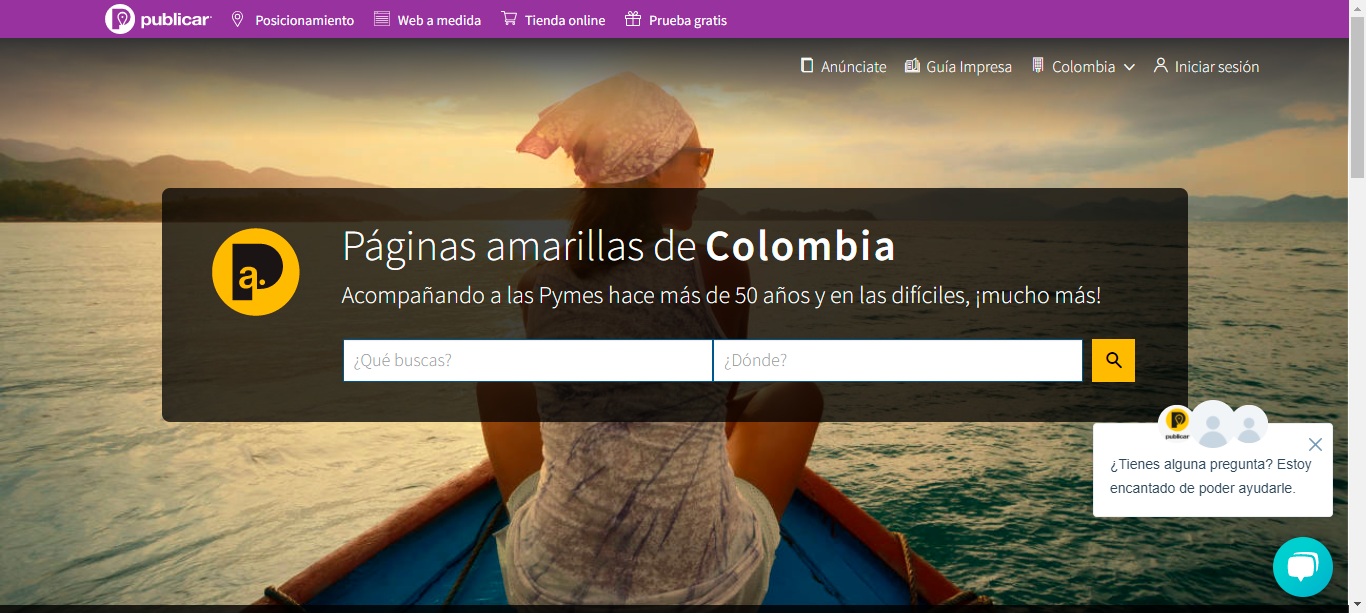 publicar
Posicionamiento
Web a medida
Tienda online
Prueba gratis
Anúnciate
Guía Impresa
Colombia
Iniciar sesión
a.
Páginas amarillas de Colombia
Acompañando a las Pymes hace más de 50 años y en las difíciles, ¡mucho más!
¿Qué buscas?
¿Dónde?
publicar
¿Tienes alguna pregunta? Estoy
encantado de poder ayudarle.